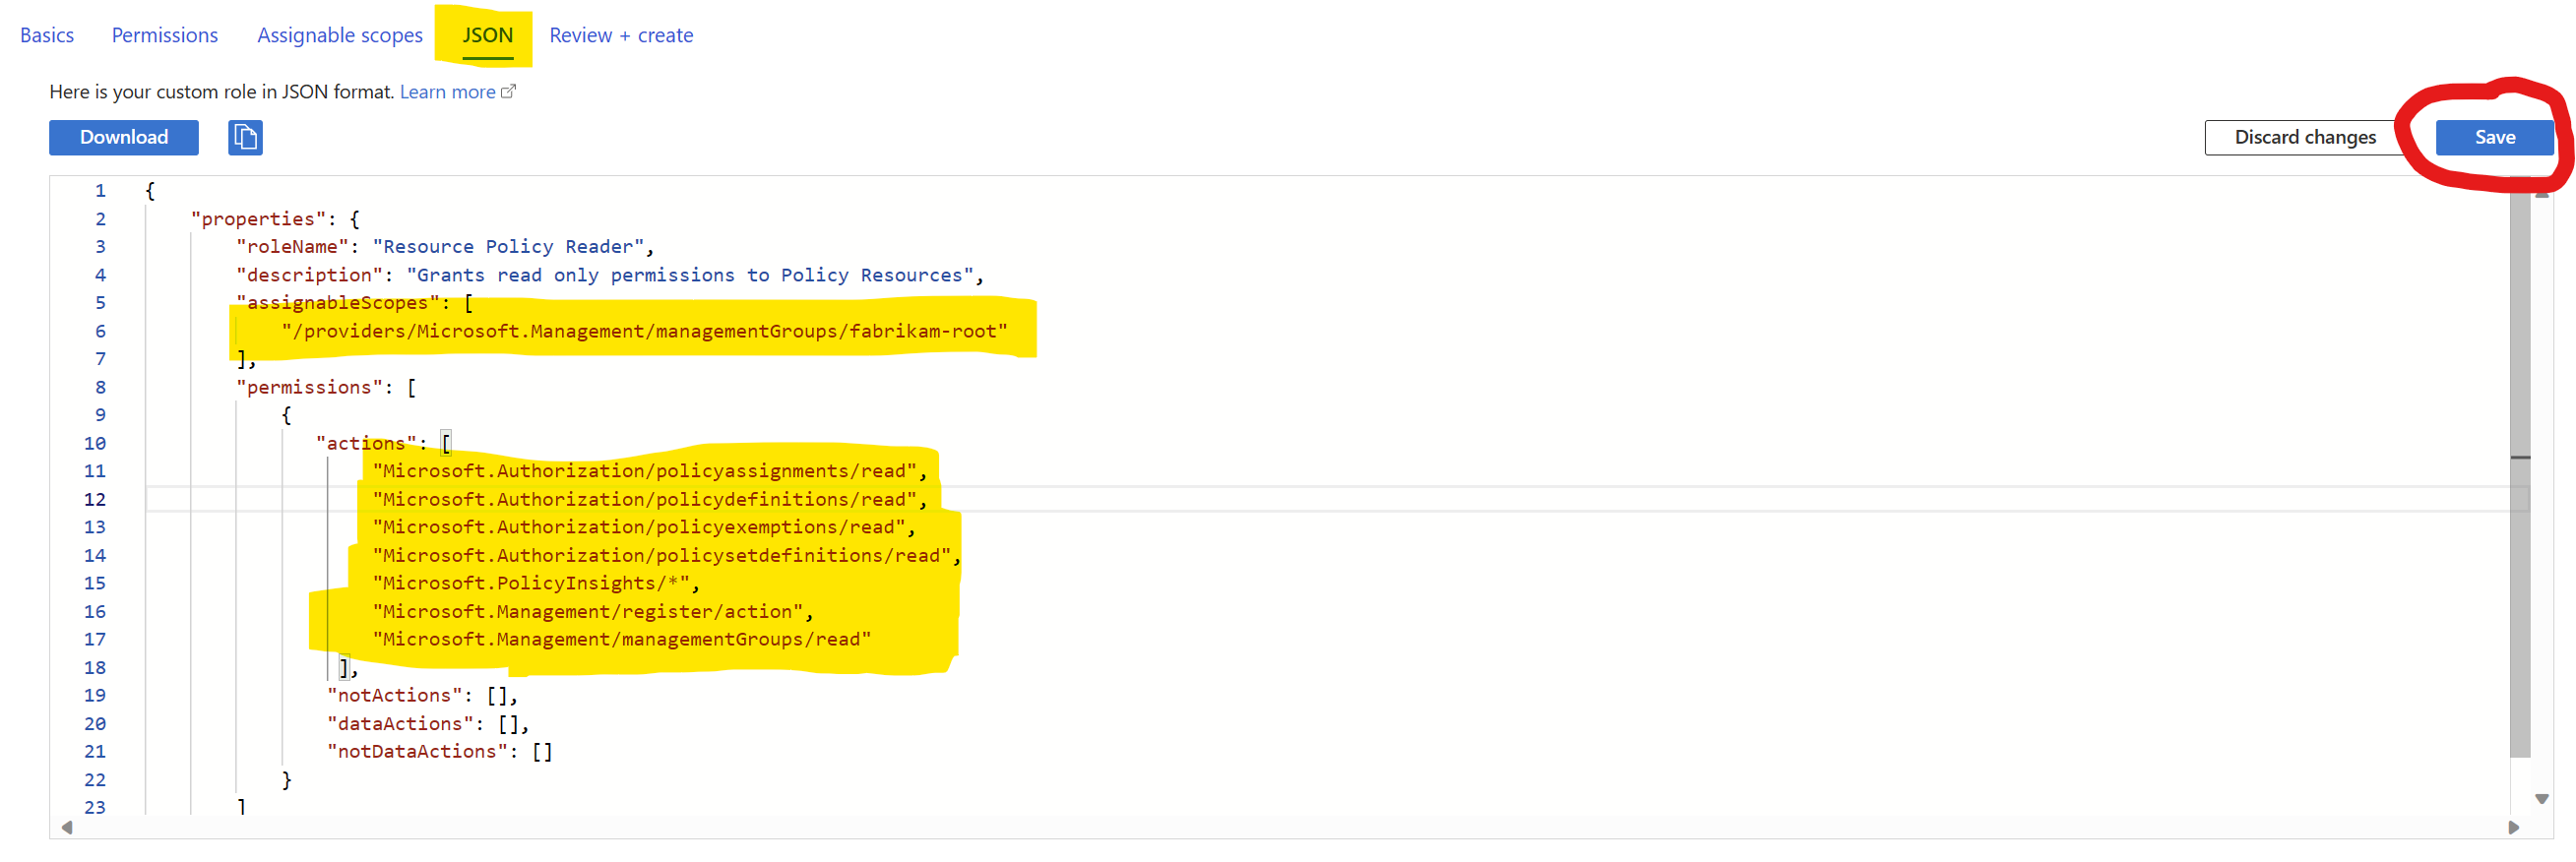 Basics Permissions Assignable scopes JSON Review + create
Here is your custom role in JSON format. Learn more
Download Discard changes Save
1 {
2 "properties": {
3 "roleName": "Resource Policy Reader",
4 "description": "Grants read only permissions to Policy Resources",
5 "assignableScopes": [
6 "/providers/Microsoft.Management/managementGroups/fabrikam-root"
7 ],
8 "permissions": [
9 {
10 "actions": [
11 "Microsoft.Authorization/policyassignments/read",
12 "Microsoft.Authorization/policydefinitions/read",
13 "Microsoft.Authorization/policyexemptions/read",
14 "Microsoft.Authorization/policysetdefinitions/read",
15 "Microsoft.PolicyInsights/*",
16 "Microsoft.Management/register/action",
17 "Microsoft.Management/managementGroups/read"
18 ],
19 "notActions": [],
20 "dataActions": [],
21 "notDataActions": []
22 }
23 ]